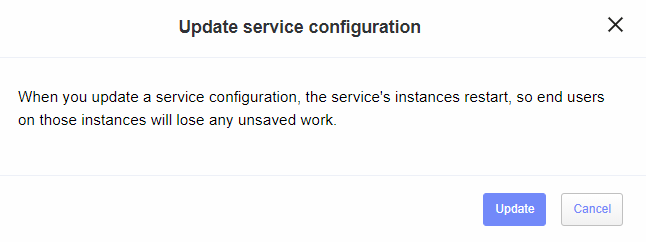 Update service configuration
When you update a service configuration, the service's instances restart, so end users
on those instances will lose any unsaved work.
Update
Cancel